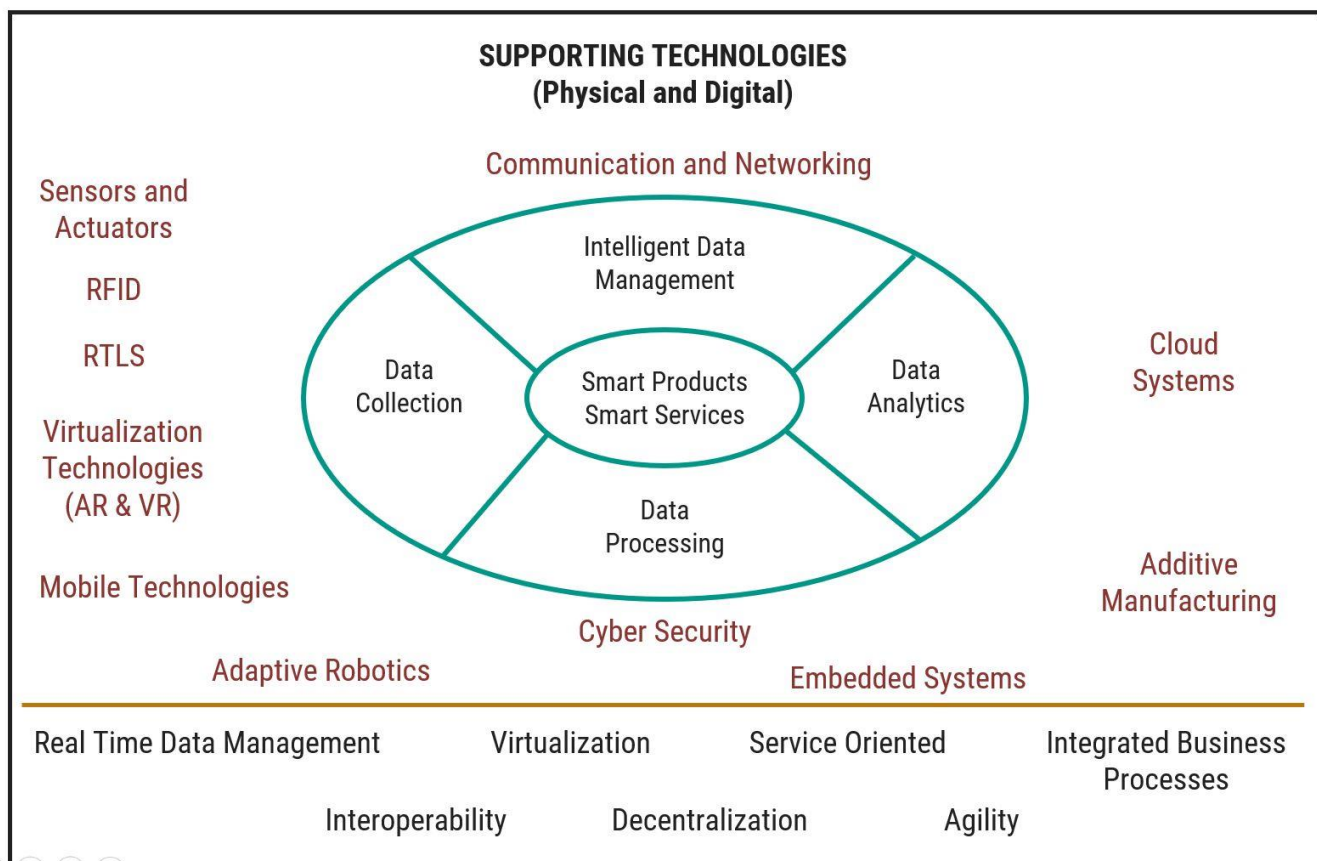 SUPPORTING TECHNOLOGIES
(Physical and Digital)
Communication and Networking
Sensors and
Actuators
RFID
RTLS
Virtualization
Technologies
(AR & VR)
Mobile Technologies
Adaptive Robotics
Intelligent Data
Management
Data
Collection
Smart Products
Smart Services
Data
Analytics
Data
Processing
Cloud
Systems
Additive
Manufacturing
Cyber Security
Embedded Systems
Real Time Data Management
Virtualization
Service Oriented
Integrated Business
Processes
Interoperability
Decentralization
Agility